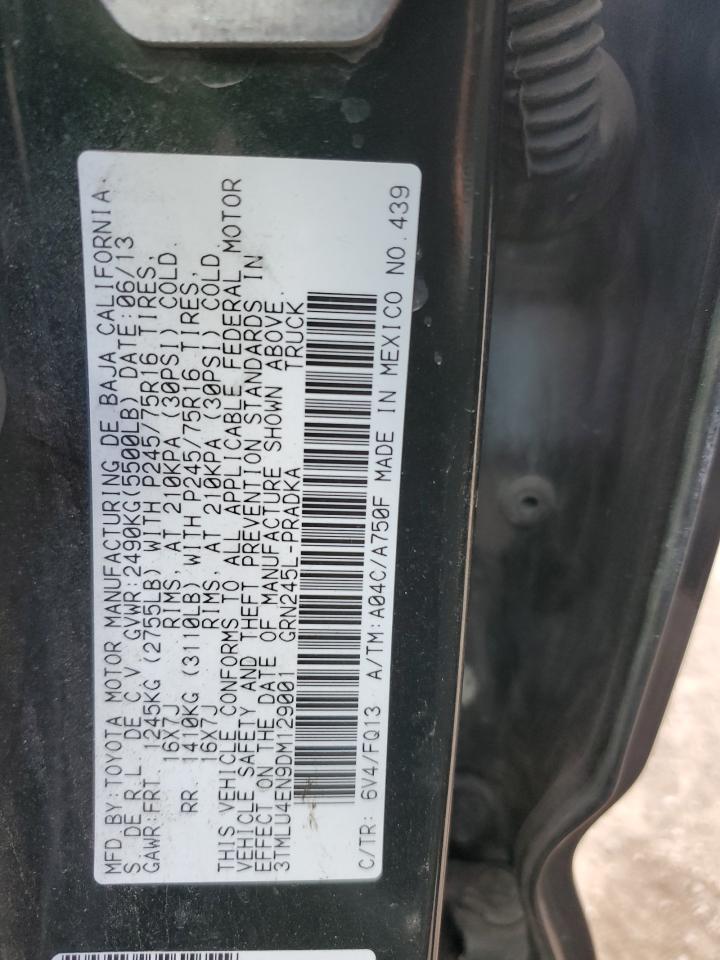 MFD.BY:TOYOTA MOTOR MANUFACTURING DE BAJA CALIFORNIA.
S. DE R.L. DE C.V. GVWR:2490KG(5500LB) DATE:06/13
GAWR:FRT. 1245KG (2755LB) WITH P245/75R16 TIRES,
16X7J RIMS, AT 210KPA (30PSI) COLD.
RR. 1410KG (3110LB) WITH P245/75R16 TIRES,
16X7J RIMS, AT 210KPA (30PSI) COLD.
THIS VEHICLE CONFORMS TO ALL APPLICABLE FEDERAL MOTOR
VEHICLE SAFETY AND THEFT PREVENTION STANDARDS IN
EFFECT ON THE DATE OF MANUFACTURE SHOWN ABOVE.
3TMLU4EN9DM129001 GRN245L-PRADKA TRUCK
C/TR: 6V4/FQ13 A/TM:A04C/A750F MADE IN MEXICO NO.439